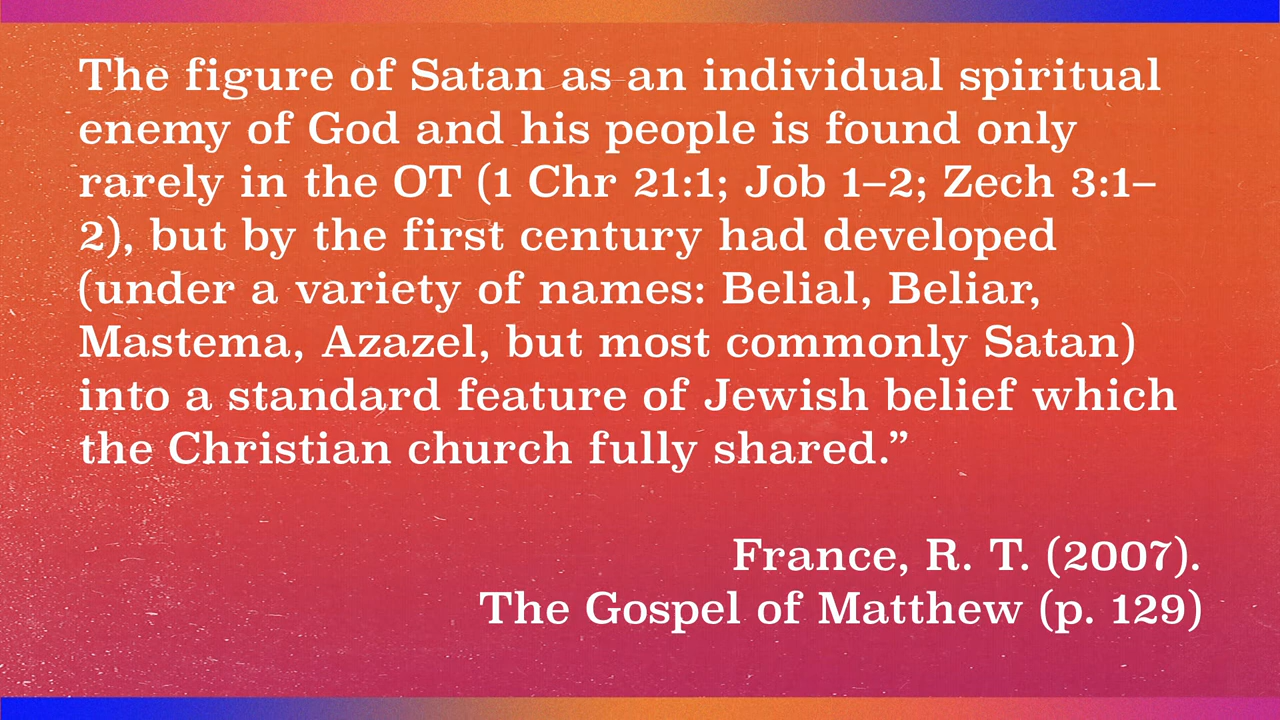 The figure of Satan as an individual spiritual
enemy of God and his people is found only
rarely in the OT (1 Chr 21:1; Job 1–2; Zech 3:1–
2), but by the first century had developed
(under a variety of names: Belial, Beliar,
Mastema, Azazel, but most commonly Satan)
into a standard feature of Jewish belief which
the Christian church fully shared.”
France, R. T. (2007).
The Gospel of Matthew (p. 129)